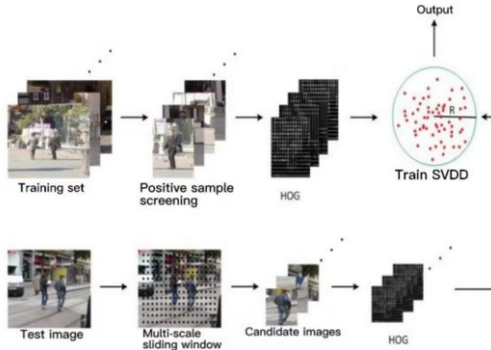 Output
R
Training set
Positive sample
screening
HOG
Train SVDD
Test image
Multi-scale
sliding window
Candidate images
HOG